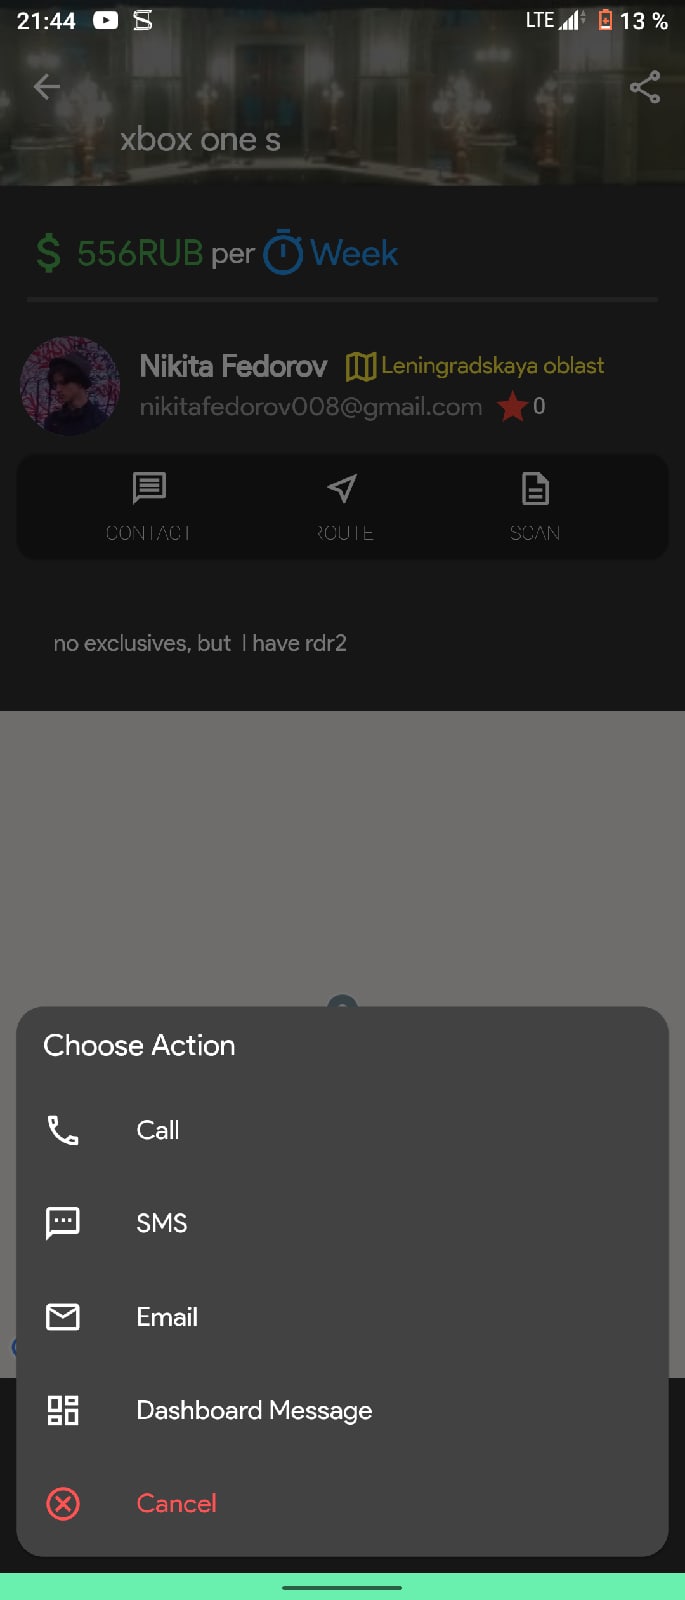 21:44 LTE 13 %
xbox one s
$ 556RUB per Week
Nikita Fedorov Leningradskaya oblast
nikitafedorov008@gmail.com 0
CONTACT ROUTE SCAN
no exclusives, but I have rdr2
Choose Action
Call
SMS
Email
Dashboard Message
Cancel